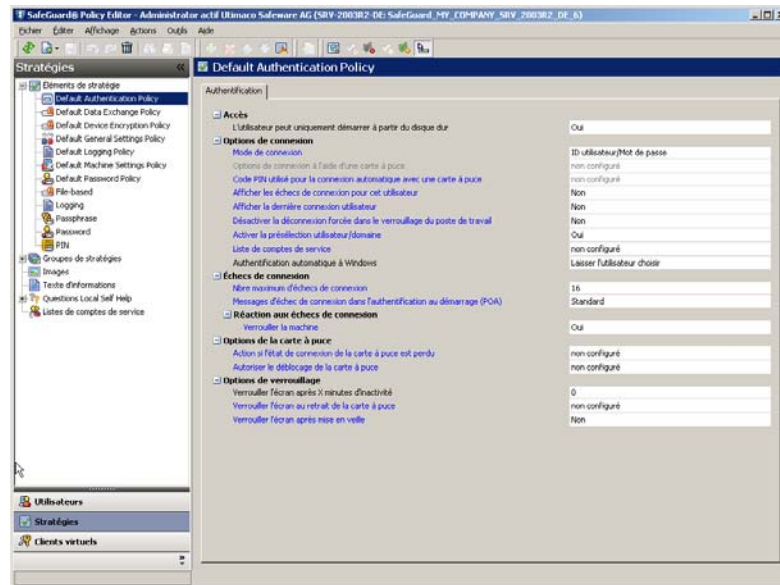 SafeGuard® Policy Editor - Administrator actif Utimaco Safeware AG (SRV-2003R2-DE: SafeGuard_MY_COMPANY_SRV_2003R2_DE_6)
Fichier Éditer Affichage Actions Outils Aide
Stratégies
Default Authentication Policy
Éléments de stratégie
Default Authentication Policy
Default Data Exchange Policy
Default Device Encryption Policy
Default General Settings Policy
Default Logging Policy
Default Machine Settings Policy
Default Password Policy
File-based
Logging
Passphrase
Password
PIN
Groupes de stratégies
Images
Texte d'informations
Questions Local Self Help
Listes de comptes de service
Utilisateurs
Stratégies
Clients virtuels
Authentification
Accès
L'utilisateur peut uniquement démarrer à partir du disque dur Oui
Options de connexion
Mode de connexion ID utilisateur/Mot de passe
Options de connexion à l'aide d'une carte à puce non configuré
Code PIN utilisé pour la connexion automatique avec une carte à puce non configuré
Afficher les échecs de connexion pour cet utilisateur Non
Afficher la dernière connexion utilisateur Non
Désactiver la déconnexion forcée dans le verrouillage du poste de travail Non
Activer la présélection utilisateur/domaine Oui
Liste de comptes de service non configuré
Authentification automatique à Windows Laisser l'utilisateur choisir
Échecs de connexion
Nbre maximum d'échecs de connexion 16
Messages d'échec de connexion dans l'authentification au démarrage (POA) Standard
Réaction aux échecs de connexion
Verrouiller la machine Oui
Options de la carte à puce
Action si l'état de connexion de la carte à puce est perdu non configuré
Autoriser le déblocage de la carte à puce non configuré
Options de verrouillage
Verrouiller l'écran après X minutes d'inactivité 0
Verrouiller l'écran au retrait de la carte à puce non configuré
Verrouiller l'écran après mise en veille Non